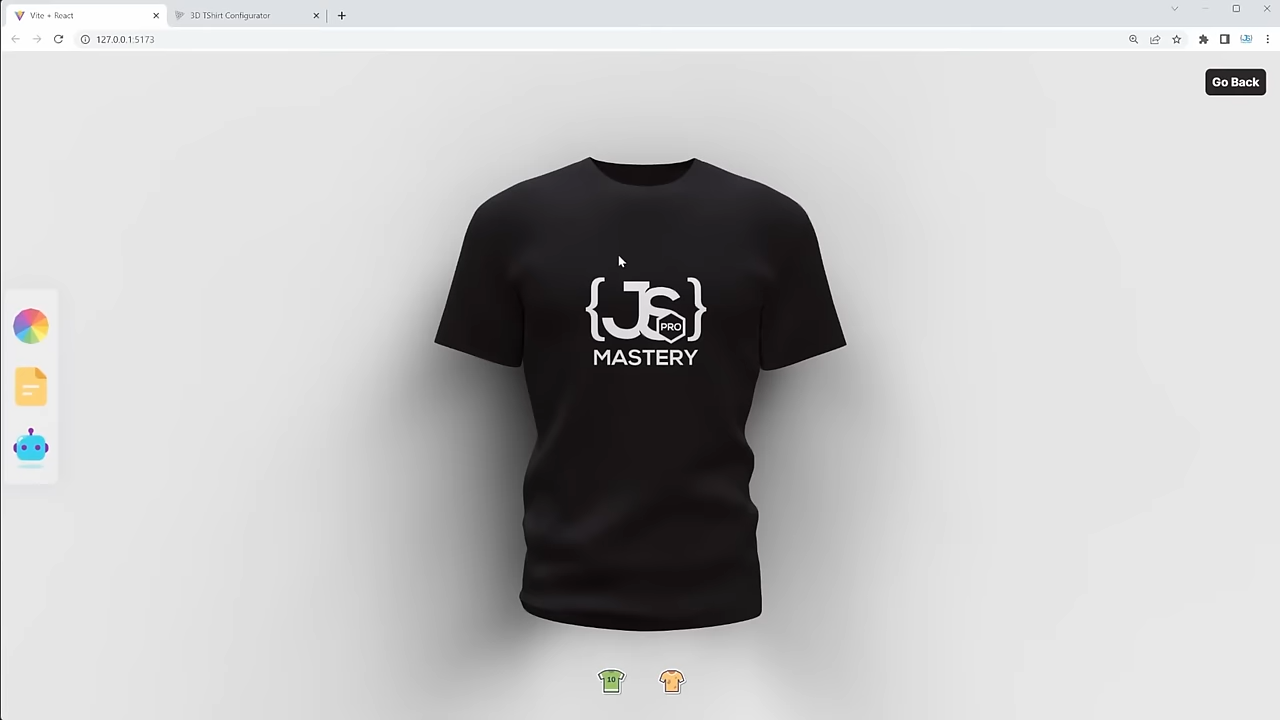 Vite + React
3D TShirt Configurator
127.0.0.1:5173
Go Back
{JS}
PRO
MASTERY
10